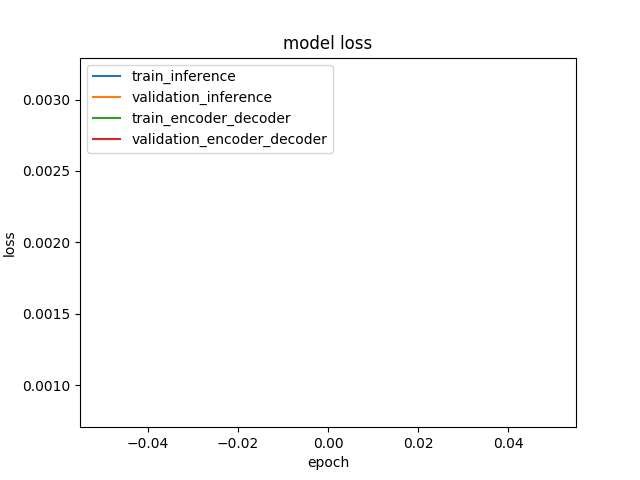 model loss
train_inference
validation_inference
train_encoder_decoder
validation_encoder_decoder
0.0030
0.0025
0.0020
0.0015
0.0010
loss
−0.04 −0.02 0.00 0.02 0.04
epoch